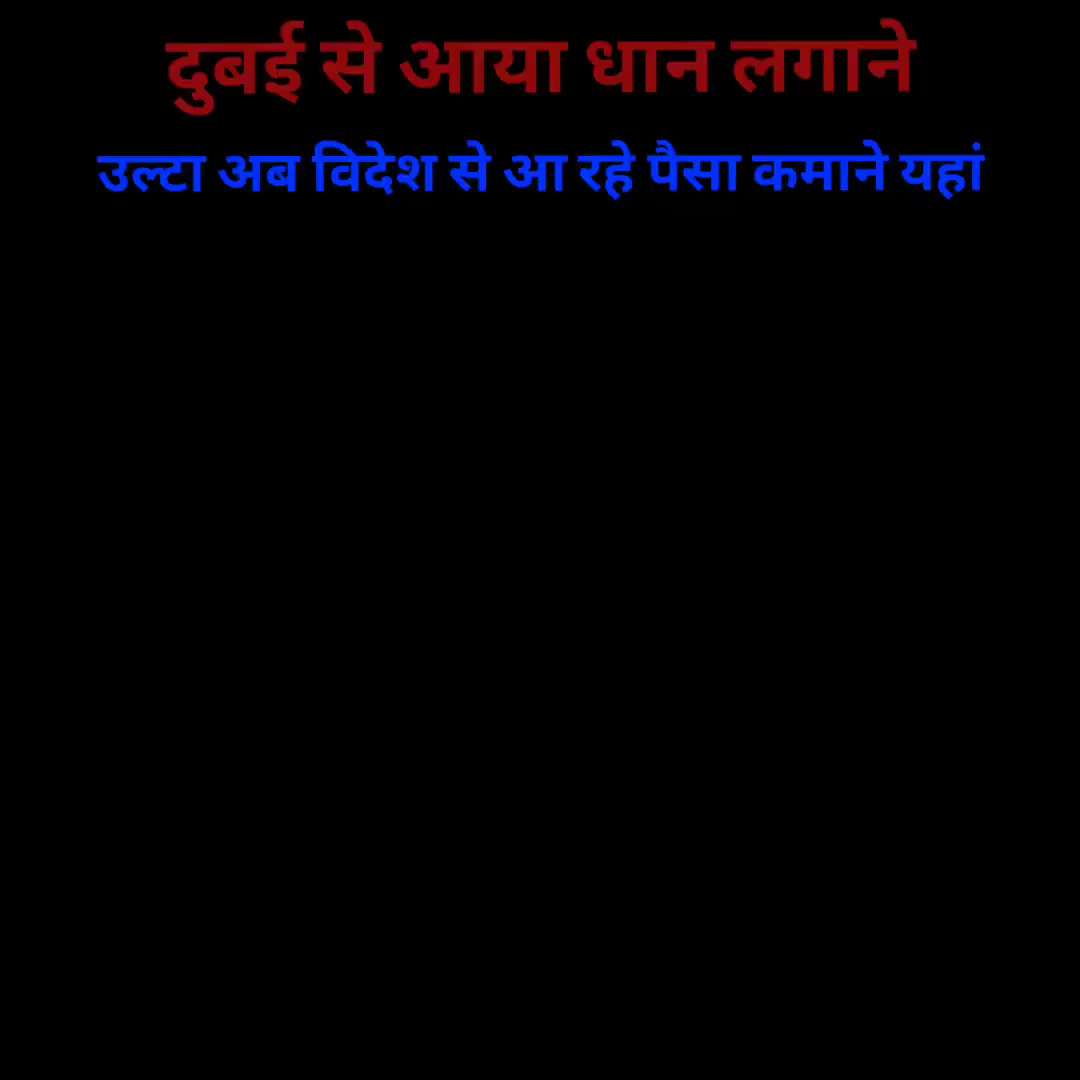 दुबई से आया धान लगाने
उल्टा अब विदेश से आ रहे पैसा कमाने यहां